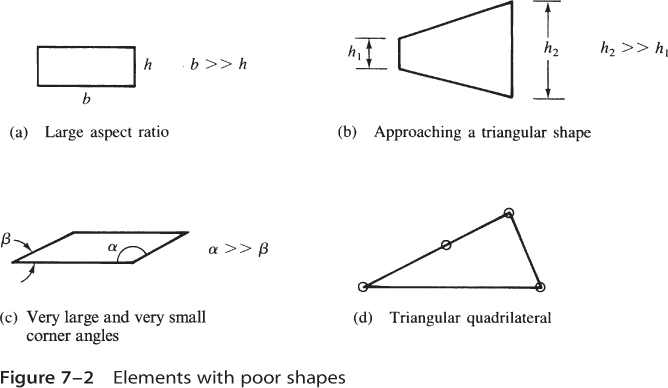 h
b >> h
b
(a) Large aspect ratio
h₁
h₂
h₂ >> h₁
(b) Approaching a triangular shape
β
α
α >> β
(c) Very large and very small
corner angles
(d) Triangular quadrilateral
Figure 7–2 Elements with poor shapes